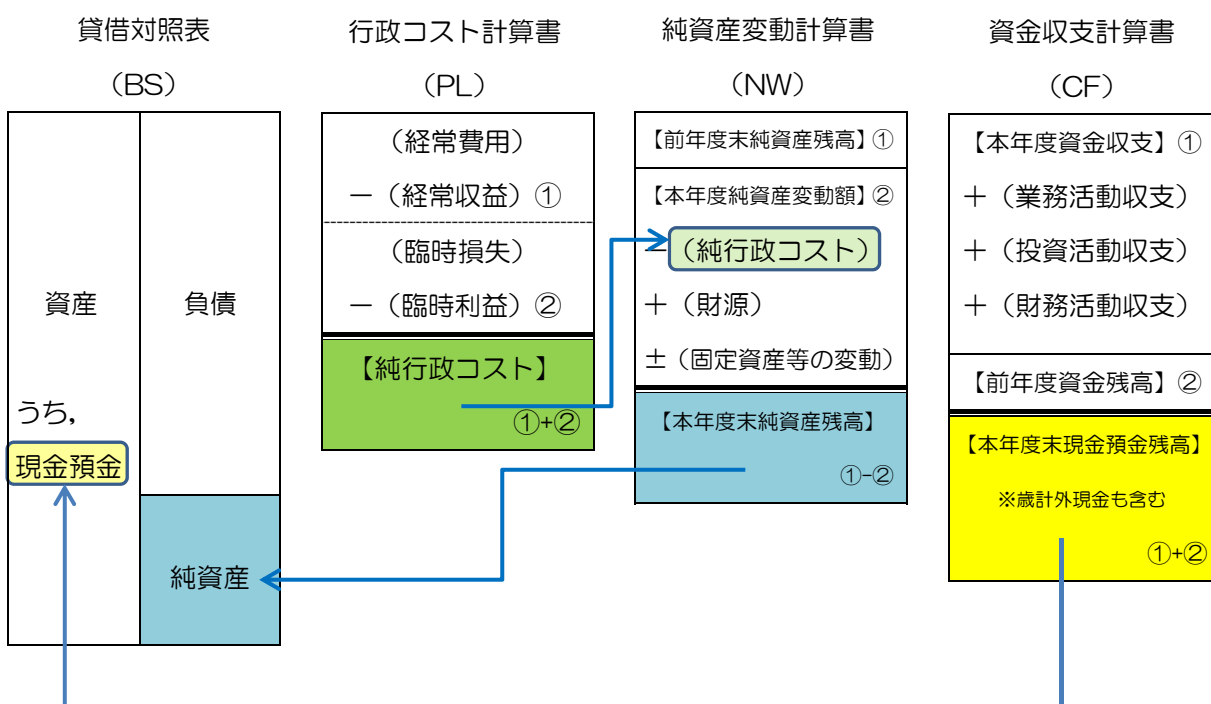 貸借対照表
（BS）
資産
負債
うち，
現金預金
純資産
行政コスト計算書
（PL）
（経常費用）
－（経常収益）①
（臨時損失）
－（臨時利益）②
【純行政コスト】
①+②
純資産変動計算書
（NW）
【前年度末純資産残高】①
【本年度純資産変動額】②
－（純行政コスト）
＋（財源）
±（固定資産等の変動）
【本年度末純資産残高】
①-②
資金収支計算書
（CF）
【本年度資金収支】①
＋（業務活動収支）
＋（投資活動収支）
＋（財務活動収支）
【前年度資金残高】②
【本年度末現金預金残高】
※歳計外現金も含む
①+②